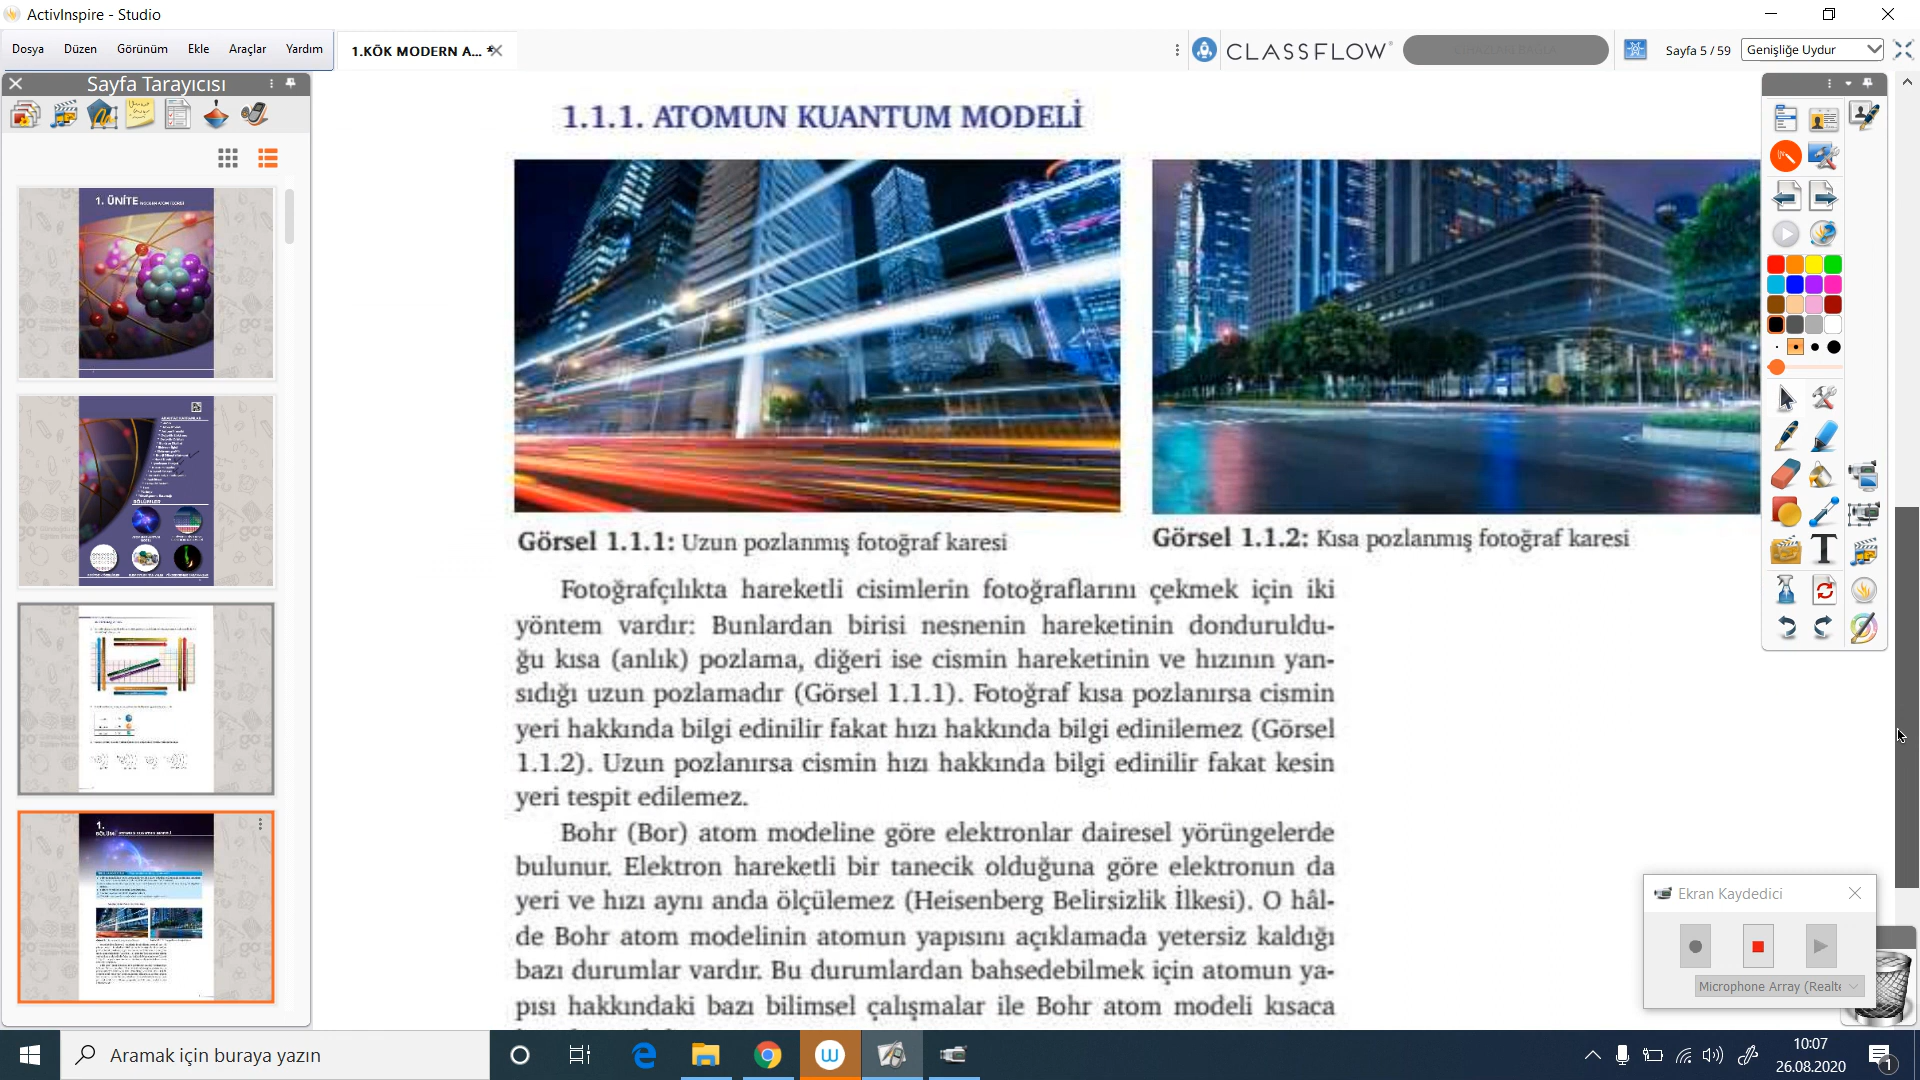 ActivInspire - Studio
Dosya Düzen Görünüm Ekle Araçlar Yardım
1.KÖK MODERN A... *
CLASSFLOW
Sayfa 5 / 59
Genişliğe Uydur
Sayfa Tarayıcısı
1. ÜNİTE
1.1.1. ATOMUN KUANTUM MODELİ
Görsel 1.1.1: Uzun pozlanmış fotoğraf karesi
Görsel 1.1.2: Kısa pozlanmış fotoğraf karesi
Fotoğrafçılıkta hareketli cisimlerin fotoğraflarını çekmek için iki
yöntem vardır: Bunlardan birisi nesnenin hareketinin donduruldu-
ğu kısa (anlık) pozlama, diğeri ise cismin hareketinin ve hızının yan-
sıdığı uzun pozlamadır (Görsel 1.1.1). Fotoğraf kısa pozlanırsa cismin
yeri hakkında bilgi edinilir fakat hızı hakkında bilgi edinilemez (Görsel
1.1.2). Uzun pozlanırsa cismin hızı hakkında bilgi edinilir fakat kesin
yeri tespit edilemez.
Bohr (Bor) atom modeline göre elektronlar dairesel yörüngelerde
bulunur. Elektron hareketli bir tanecik olduğuna göre elektronun da
yeri ve hızı aynı anda ölçülemez (Heisenberg Belirsizlik İlkesi). O hâl-
de Bohr atom modelinin atomun yapısını açıklamada yetersiz kaldığı
bazı durumlar vardır. Bu durumlardan bahsedebilmek için atomun ya-
pısı hakkındaki bazı bilimsel çalışmalar ile Bohr atom modeli kısaca
Ekran Kaydedici
Microphone Array (Realte
Aramak için buraya yazın
10:07
26.08.2020
1